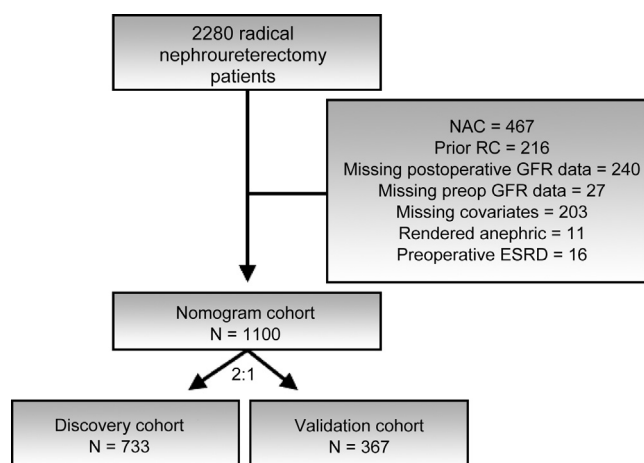 2280 radical
nephroureterectomy
patients
NAC = 467
Prior RC = 216
Missing postoperative GFR data = 240
Missing preop GFR data = 27
Missing covariates = 203
Rendered anephric = 11
Preoperative ESRD = 16
Nomogram cohort
N = 1100
2:1
Discovery cohort
N = 733
Validation cohort
N = 367